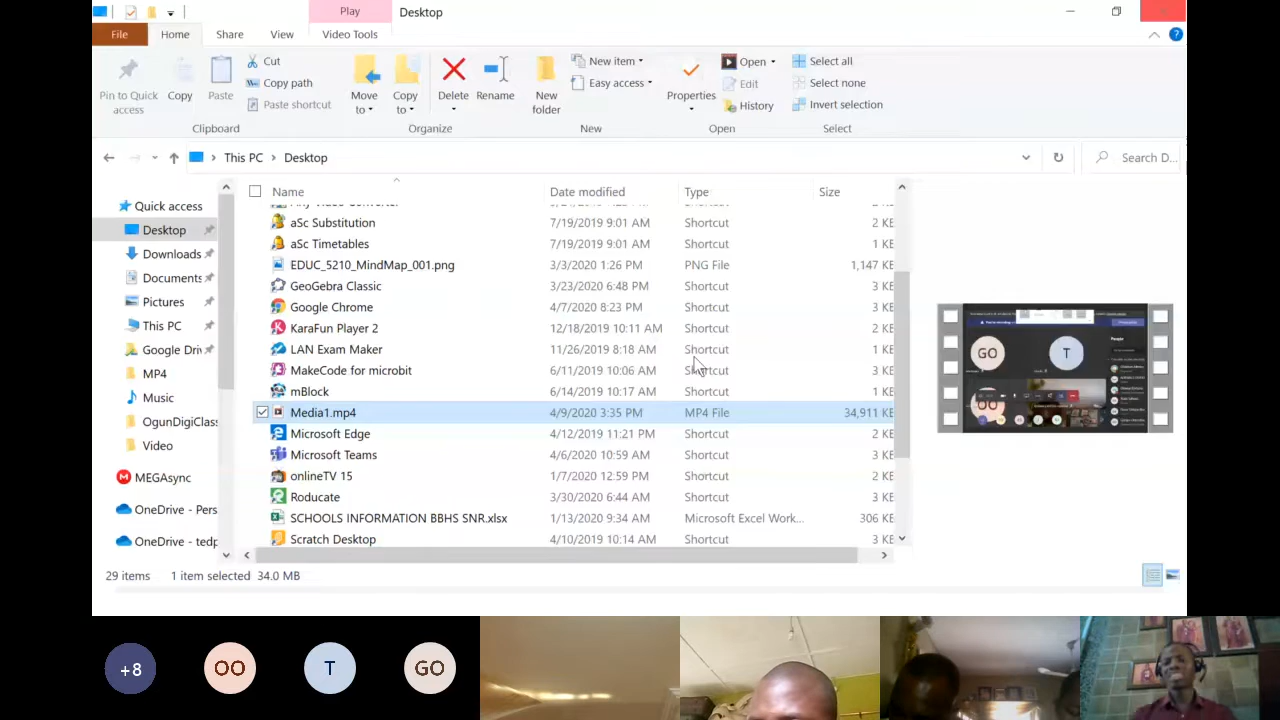 Play
Desktop
File
Home
Share
View
Video Tools
Pin to Quick access
Copy
Paste
Cut
Copy path
Paste shortcut
Clipboard
Move to
Copy to
Delete
Rename
Organize
New folder
New item
Easy access
New
Properties
Open
Edit
History
Open
Select all
Select none
Invert selection
Select
This PC > Desktop
Search D...
Quick access
Desktop
Downloads
Documents
Pictures
This PC
Google Driv
MP4
Music
OgunDigiClass
Video
MEGAsync
OneDrive - Pers
OneDrive - tedp
Name Date modified Type Size
aSc Substitution 7/19/2019 9:01 AM Shortcut 2 KB
aSc Timetables 7/19/2019 9:01 AM Shortcut 1 KB
EDUC_5210_MindMap_001.png 3/3/2020 1:26 PM PNG File 1,147 KB
GeoGebra Classic 3/23/2020 6:48 PM Shortcut 3 KB
Google Chrome 4/7/2020 8:23 PM Shortcut 3 KB
KaraFun Player 2 12/18/2019 10:11 AM Shortcut 2 KB
LAN Exam Maker 11/26/2019 8:18 AM Shortcut 1 KB
MakeCode for microbit 6/11/2019 10:06 AM Shortcut 3 KB
mBlock 6/14/2019 10:17 AM Shortcut 3 KB
Media1.mp4 4/9/2020 3:35 PM MP4 File 34,911 KB
Microsoft Edge 4/12/2019 11:21 PM Shortcut 2 KB
Microsoft Teams 4/6/2020 10:59 AM Shortcut 3 KB
onlineTV 15 1/7/2020 12:59 PM Shortcut 2 KB
Roducate 3/30/2020 6:44 AM Shortcut 3 KB
SCHOOLS INFORMATION BBHS SNR.xlsx 1/13/2020 9:34 AM Microsoft Excel Work... 306 KB
Scratch Desktop 4/10/2019 10:14 AM Shortcut 3 KB
GO
T
People
29 items 1 item selected 34.0 MB
+8
OO
T
GO